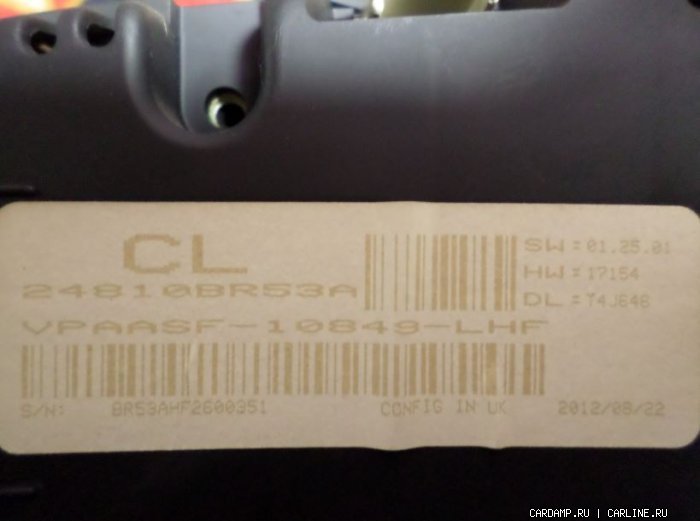 CL
24810BR53A
SW: 01.25.01
HW: 17154
DL: T4J646
VPAASF-10849-LHF
S/N: BR53AHF2600351 CONFIG IN UK 2012/08/22
CARDAMP.RU | CARLINE.RU